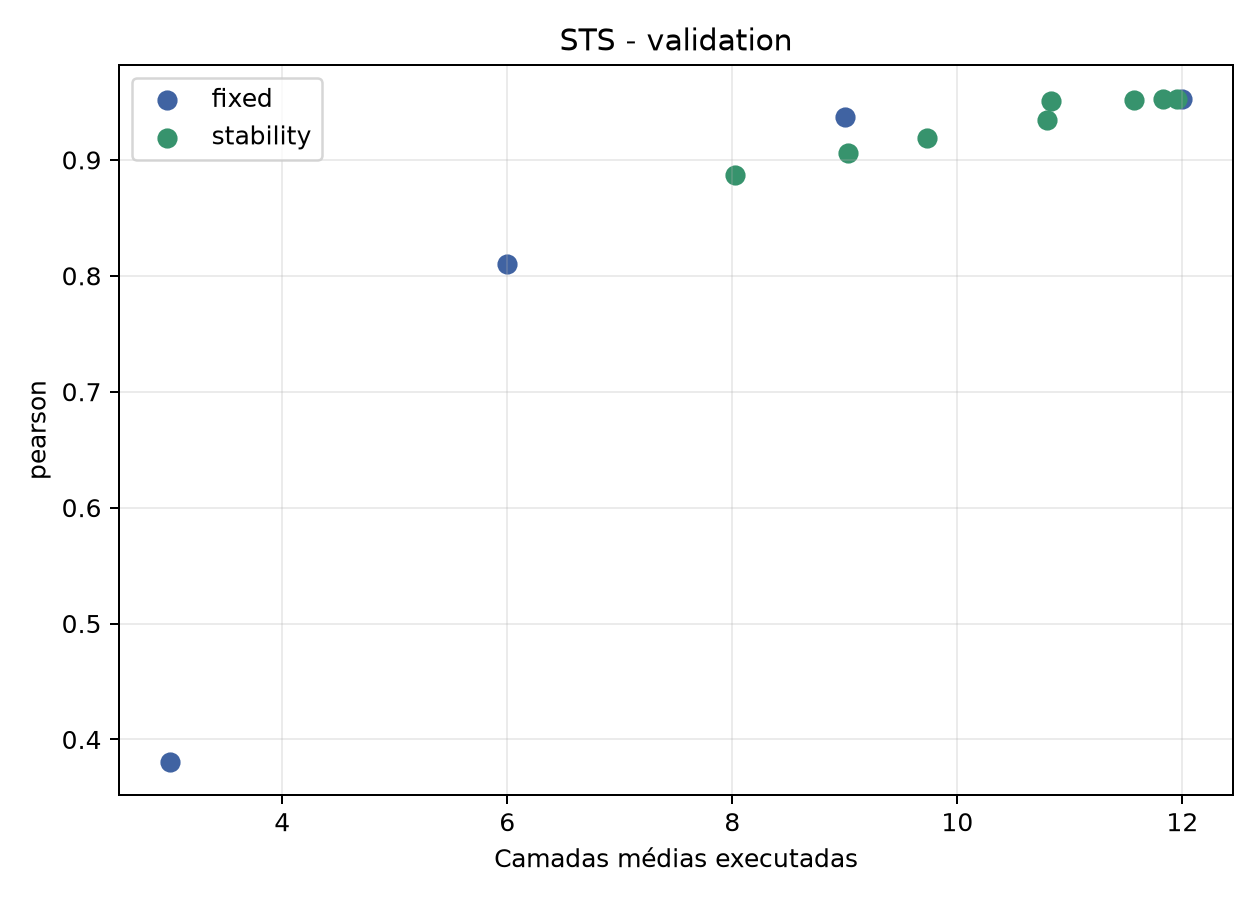 STS - validation
fixed
stability
pearson
0.9
0.8
0.7
0.6
0.5
0.4
4 6 8 10 12
Camadas médias executadas